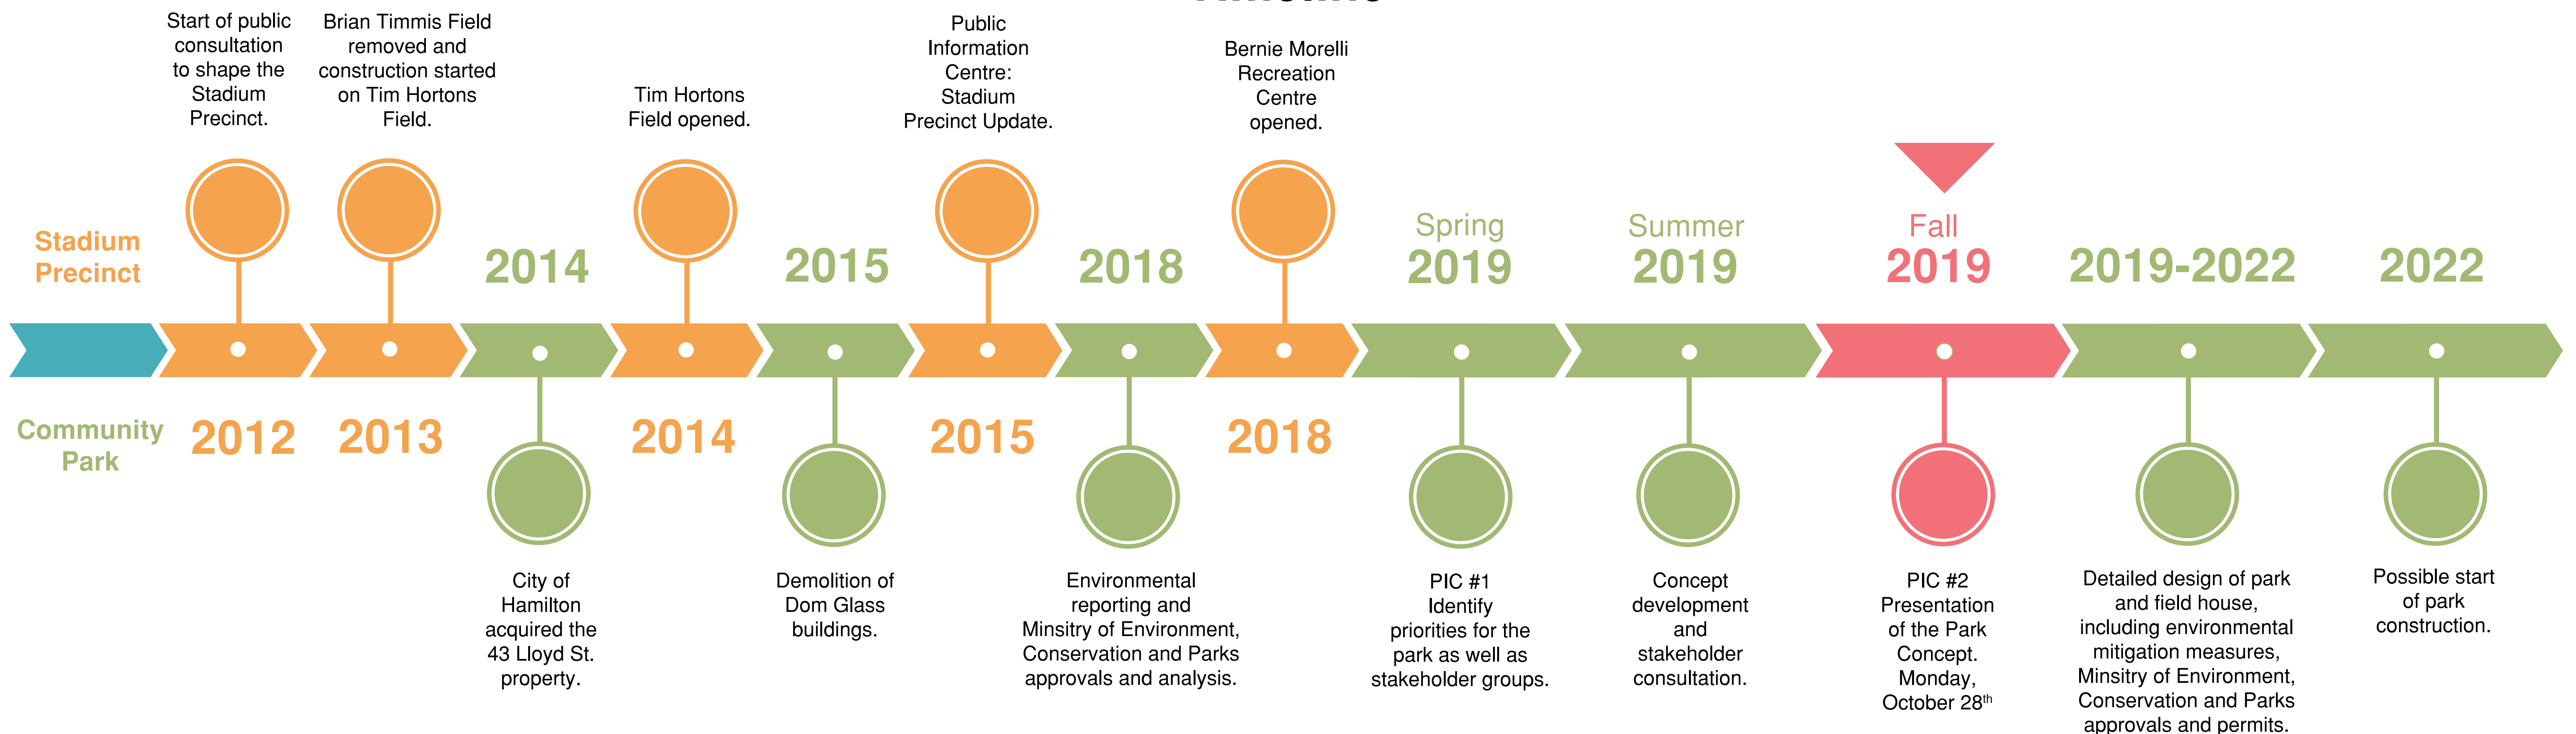 Timeline
Start of public
consultation
to shape the
Stadium
Precinct.
Brian Timmis Field
removed and
construction started
on Tim Hortons
Field.
Tim Hortons
Field opened.
Public
Information
Centre:
Stadium
Precinct Update.
Bernie Morelli
Recreation
Centre
opened.
Stadium
Precinct
2014
2015
2018
Spring
2019
Summer
2019
Fall
2019
2019-2022
2022
Community
Park
2012
2013
2014
2015
2018
City of
Hamilton
acquired the
43 Lloyd St.
property.
Demolition of
Dom Glass
buildings.
Environmental
reporting and
Minsitry of Environment,
Conservation and Parks
approvals and analysis.
PIC #1
Identify
priorities for the
park as well as
stakeholder groups.
Concept
development
and
stakeholder
consultation.
PIC #2
Presentation
of the Park
Concept.
Monday,
October 28th
Detailed design of park
and field house,
including environmental
mitigation measures,
Minsitry of Environment,
Conservation and Parks
approvals and permits.
Possible start
of park
construction.